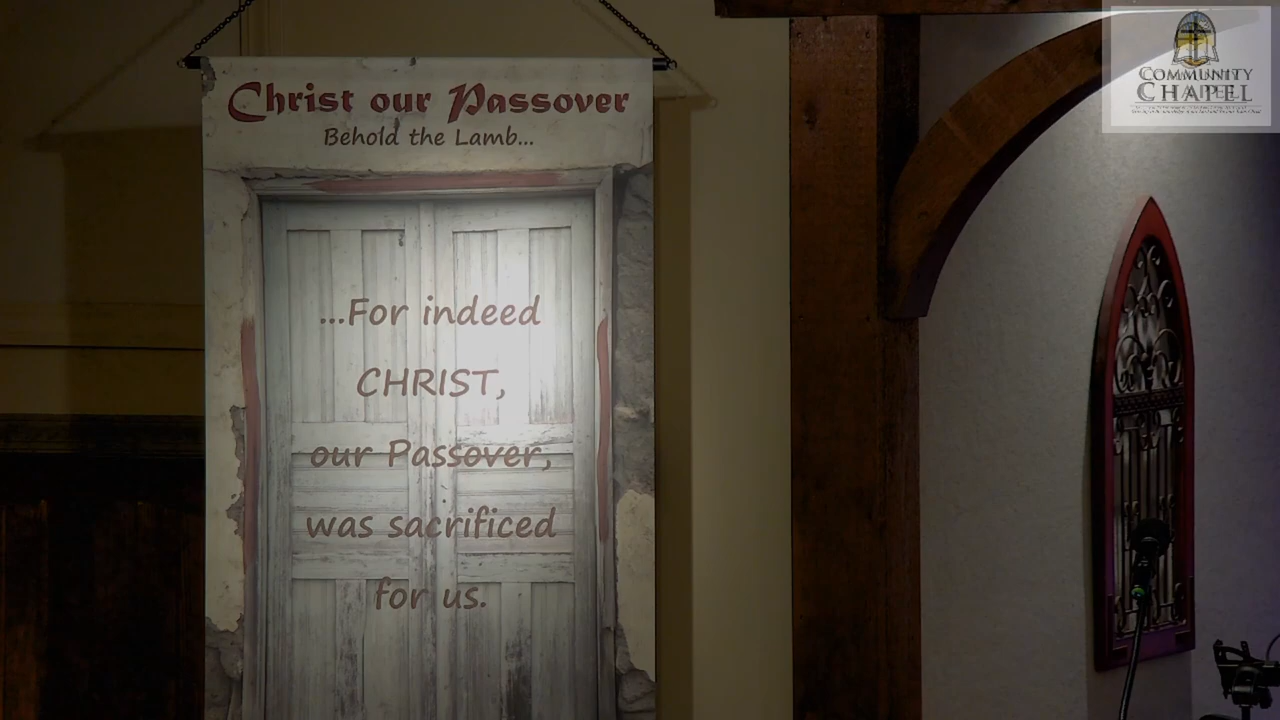 Christ our Passover
Behold the Lamb...
...For indeed
CHRIST,
our Passover,
was sacrificed
for us.
COMMUNITY
CHAPEL